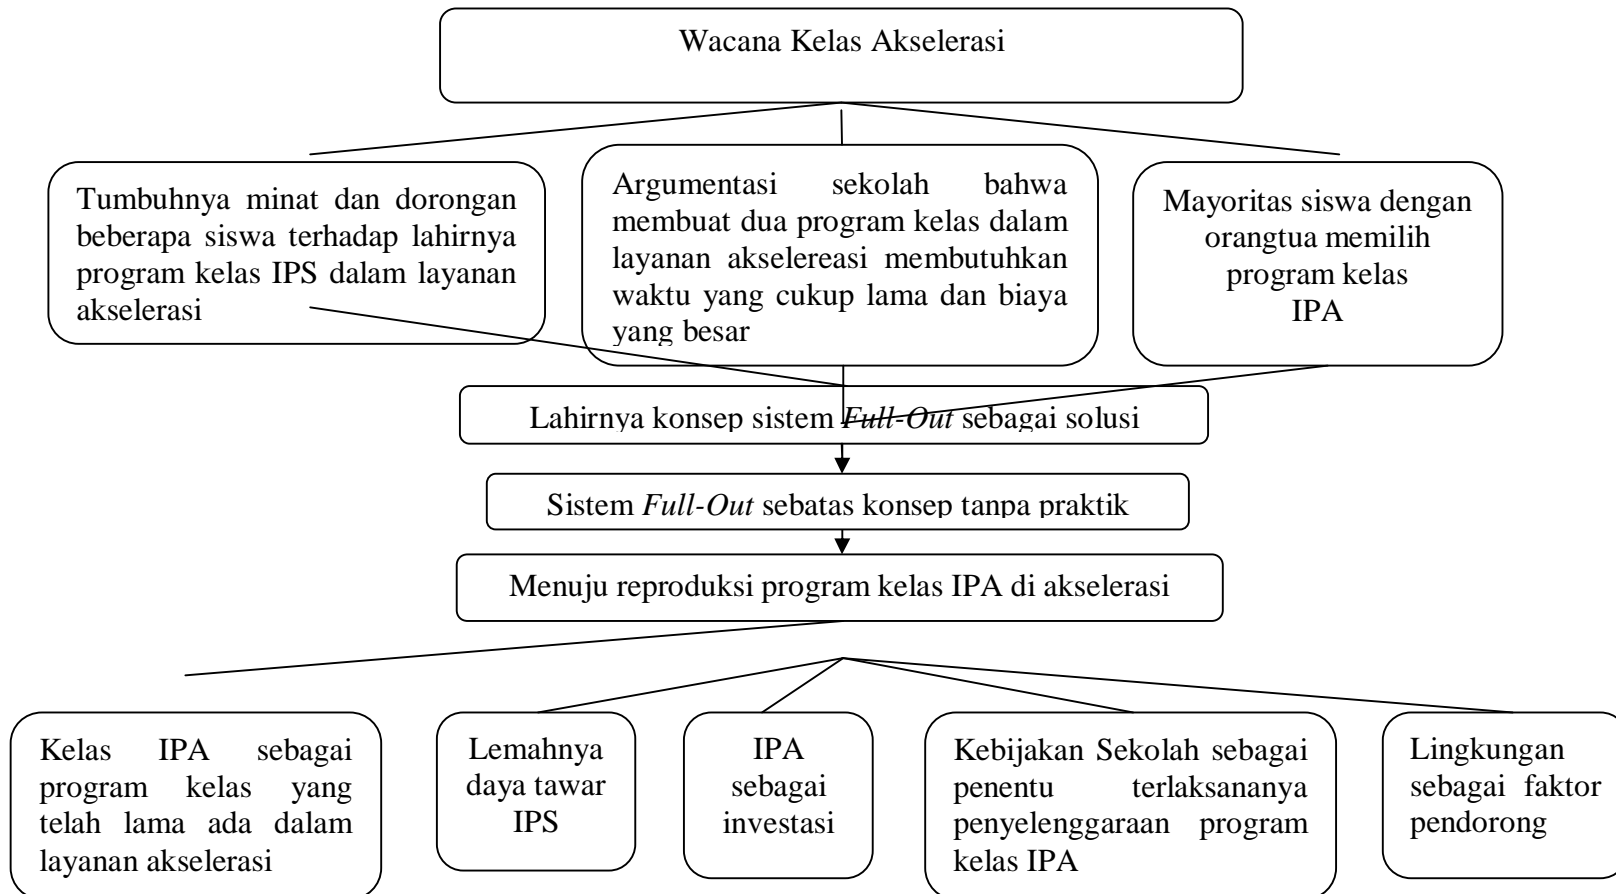 Wacana Kelas Akselerasi
Tumbuhnya minat dan dorongan
beberapa siswa terhadap lahirnya
program kelas IPS dalam layanan
akselerasi
Argumentasi sekolah bahwa
membuat dua program kelas dalam
layanan akselereasi membutuhkan
waktu yang cukup lama dan biaya
yang besar
Mayoritas siswa dengan
orangtua memilih
program kelas
IPA
Lahirnya konsep sistem Full-Out sebagai solusi
Sistem Full-Out sebatas konsep tanpa praktik
Menuju reproduksi program kelas IPA di akselerasi
Kelas IPA sebagai
program kelas yang
telah lama ada dalam
layanan akselerasi
Lemahnya
daya tawar
IPS
IPA
sebagai
investasi
Kebijakan Sekolah sebagai
penentu terlaksananya
penyelenggaraan program
kelas IPA
Lingkungan
sebagai faktor
pendorong